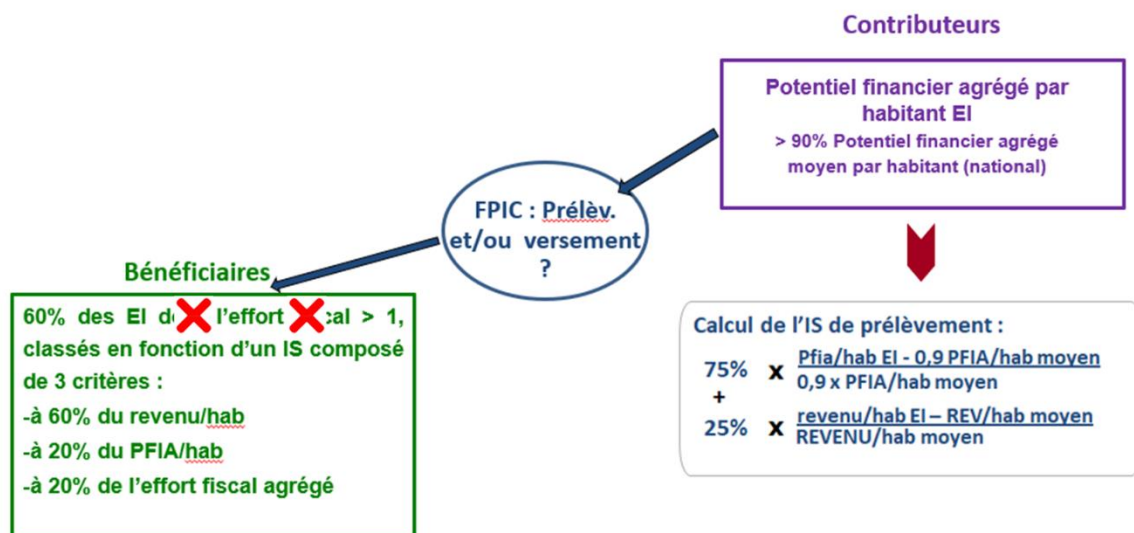 Contributeurs
Potentiel financier agrégé par
habitant EI
> 90% Potentiel financier agrégé
moyen par habitant (national)
FPIC : Prélèv.
et/ou versement
?
Bénéficiaires
60% des EI l'effort > 1,
classés en fonction d'un IS composé
de 3 critères :
-à 60% du revenu/hab
-à 20% du PFIA/hab
-à 20% de l'effort fiscal agrégé
Calcul de l'IS de prélèvement :
75% x Pfia/hab EI - 0,9 PFIA/hab moyen
0,9 x PFIA/hab moyen
+
25% x revenu/hab EI – REV/hab moyen
REVENU/hab moyen